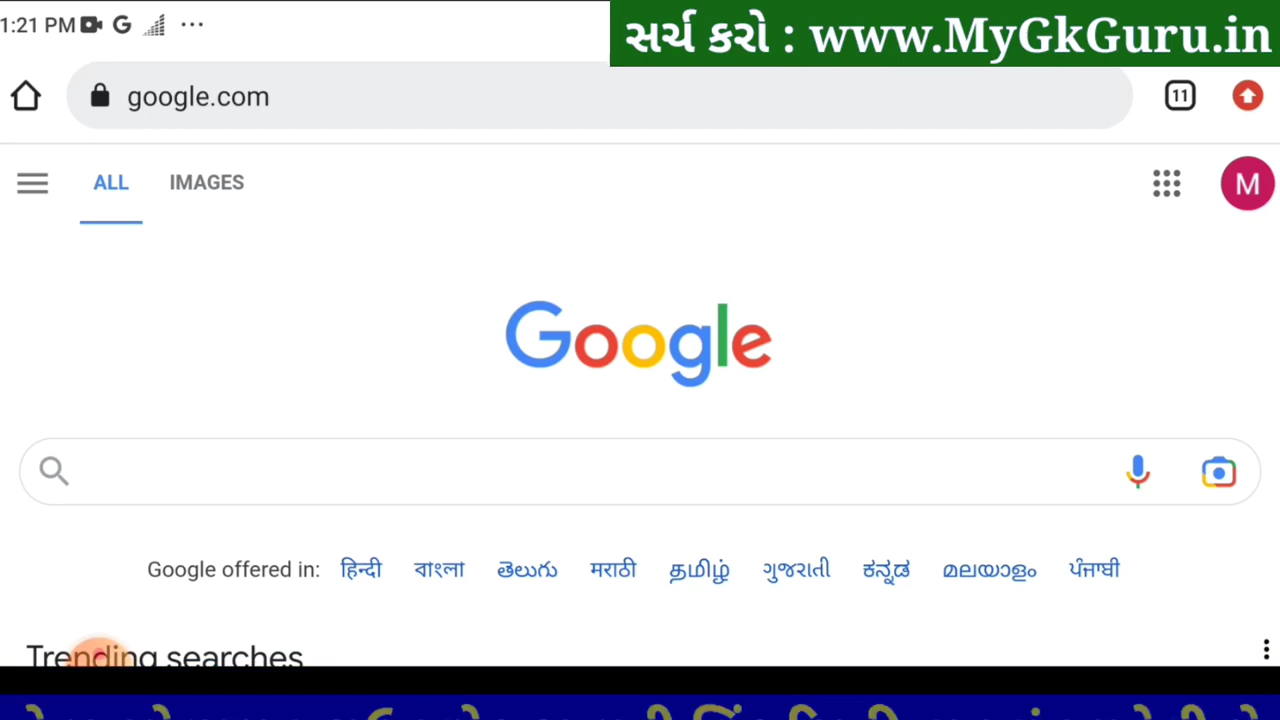 1:21 PM G ...
સર્ચ કરો : www.MyGkGuru.in
google.com
11
ALL IMAGES
M
Google
Google offered in: हिन्दी বাংলা తెలుగు मराठी தமிழ் ગુજરાતી ಕನ್ನಡ മലയാളം ਪੰਜਾਬੀ
Trending searches